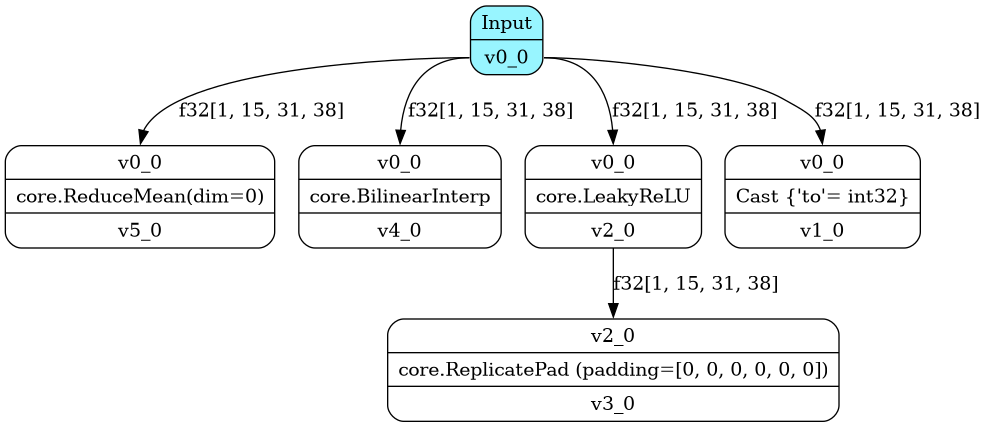 Input
v0_0
f32[1, 15, 31, 38]
f32[1, 15, 31, 38]
f32[1, 15, 31, 38]
f32[1, 15, 31, 38]
v0_0
core.ReduceMean(dim=0)
v5_0
v0_0
core.BilinearInterp
v4_0
v0_0
core.LeakyReLU
v2_0
v0_0
Cast {'to'= int32}
v1_0
f32[1, 15, 31, 38]
v2_0
core.ReplicatePad (padding=[0, 0, 0, 0, 0, 0])
v3_0